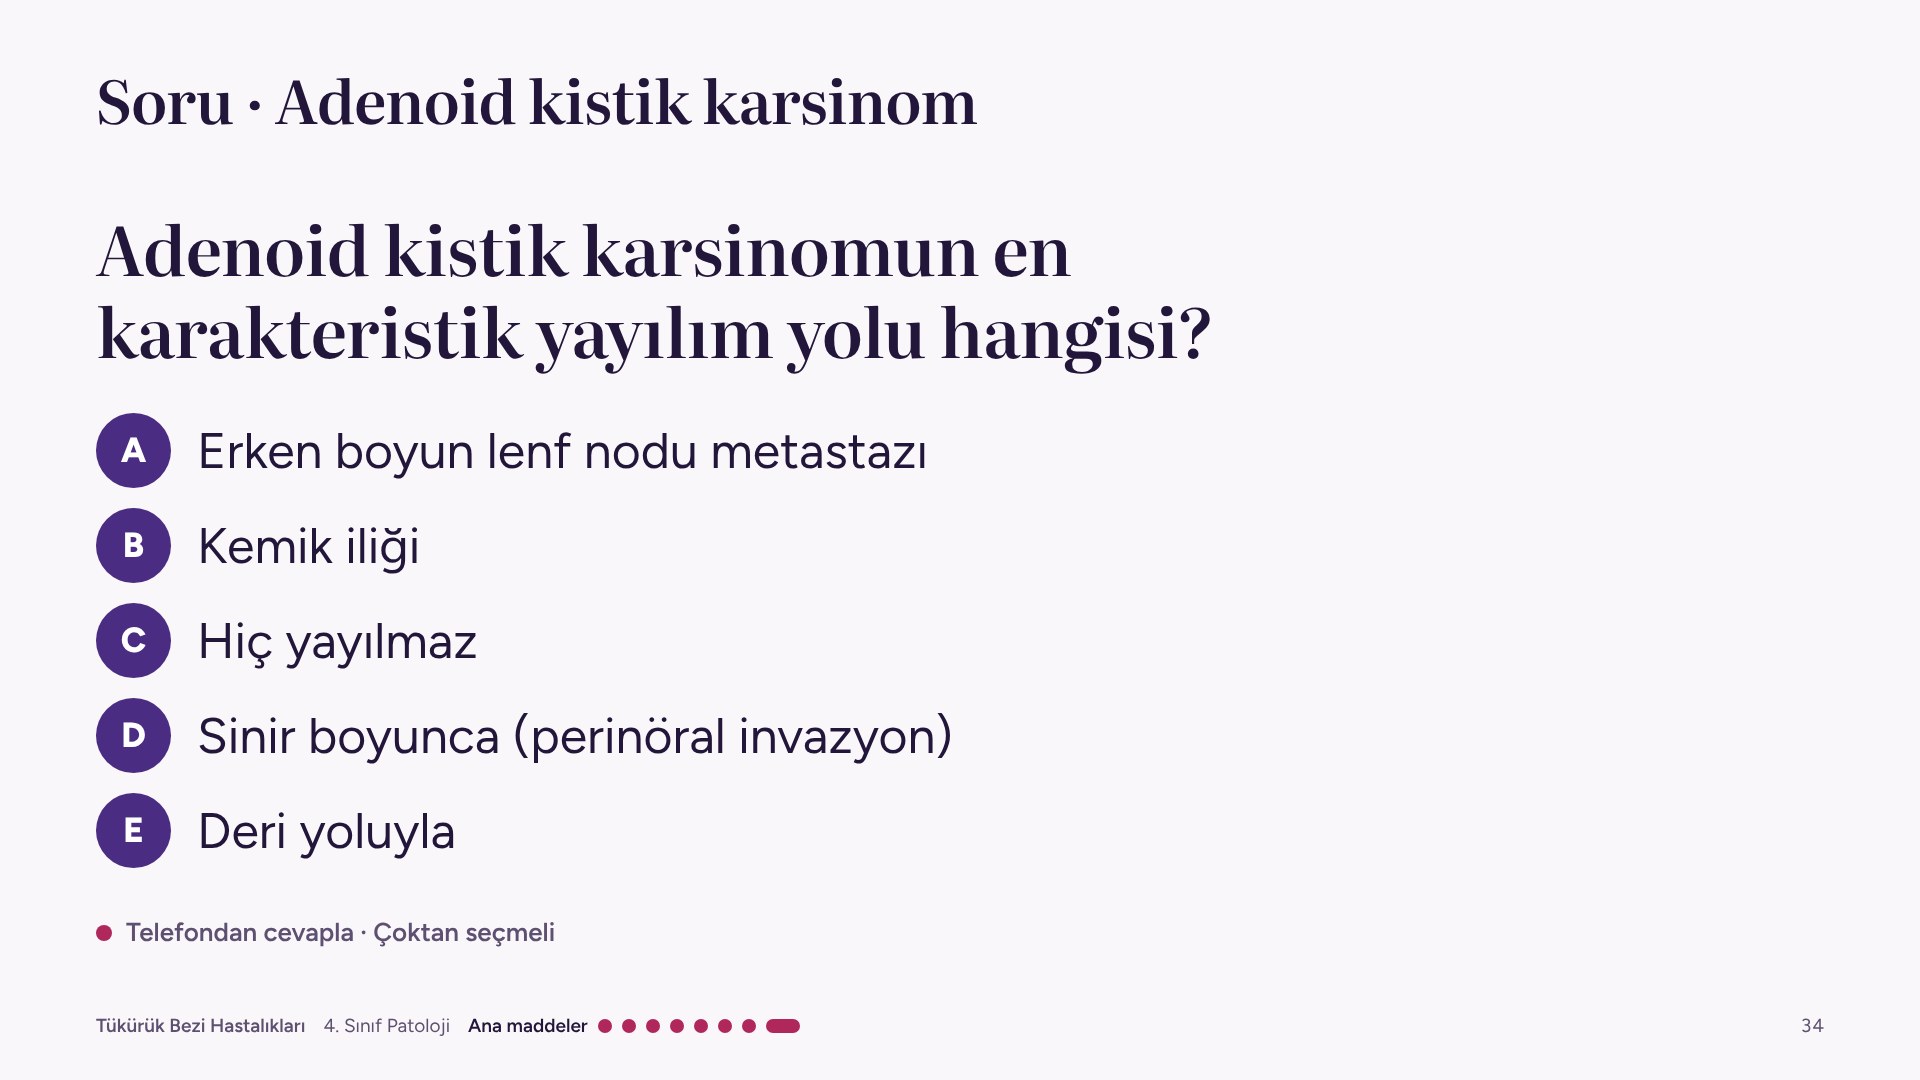 Soru · Adenoid kistik karsinom
Adenoid kistik karsinomun en
karakteristik yayılım yolu hangisi?
A Erken boyun lenf nodu metastazı
B Kemik iliği
C Hiç yayılmaz
D Sinir boyunca (perinöral invazyon)
E Deri yoluyla
Telefondan cevapla · Çoktan seçmeli
Tükürük Bezi Hastalıkları 4. Sınıf Patoloji Ana maddeler 34